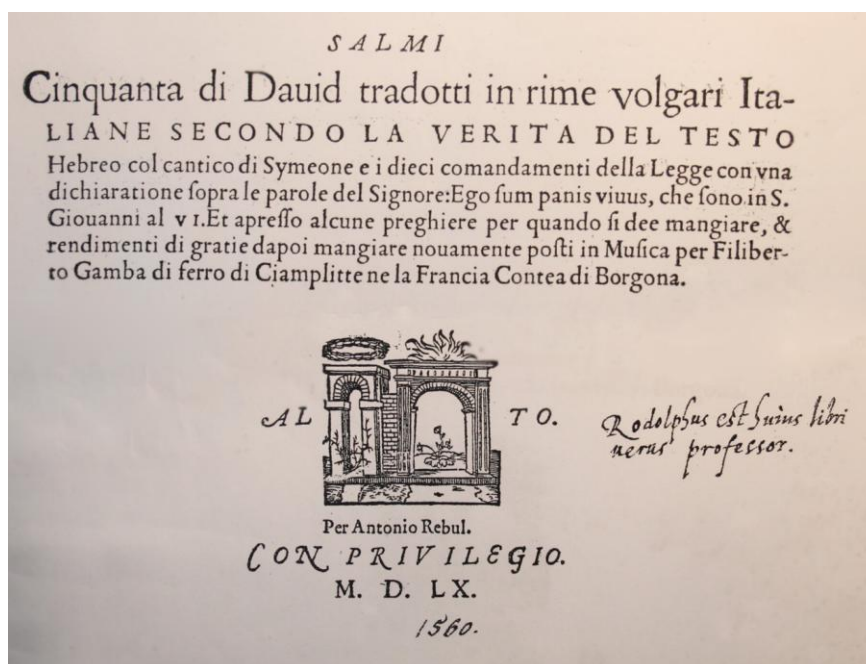 SALMI
Cinquanta di Dauid tradotti in rime volgari Ita-
LIANE SECONDO LA VERITA DEL TESTO
Hebreo col cantico di Symeone e i dieci comandamenti della Legge con vna
dichiaratione ſopra le parole del Signore:Ego ſum panis viuus, che ſono in S.
Giouanni al VI.Et apreſſo alcune preghiere per quando ſi dee mangiare, &
rendimenti di gratie dapoi mangiare nouamente poſti in Muſica per Filiber-
to Gamba di ferro di Ciamplitte ne la Francia Contea di Borgona.
AL TO.
Rodolphus est huius libri
uerus professor.
Per Antonio Rebul.
CON PRIVILEGIO.
M. D. LX.
1560.